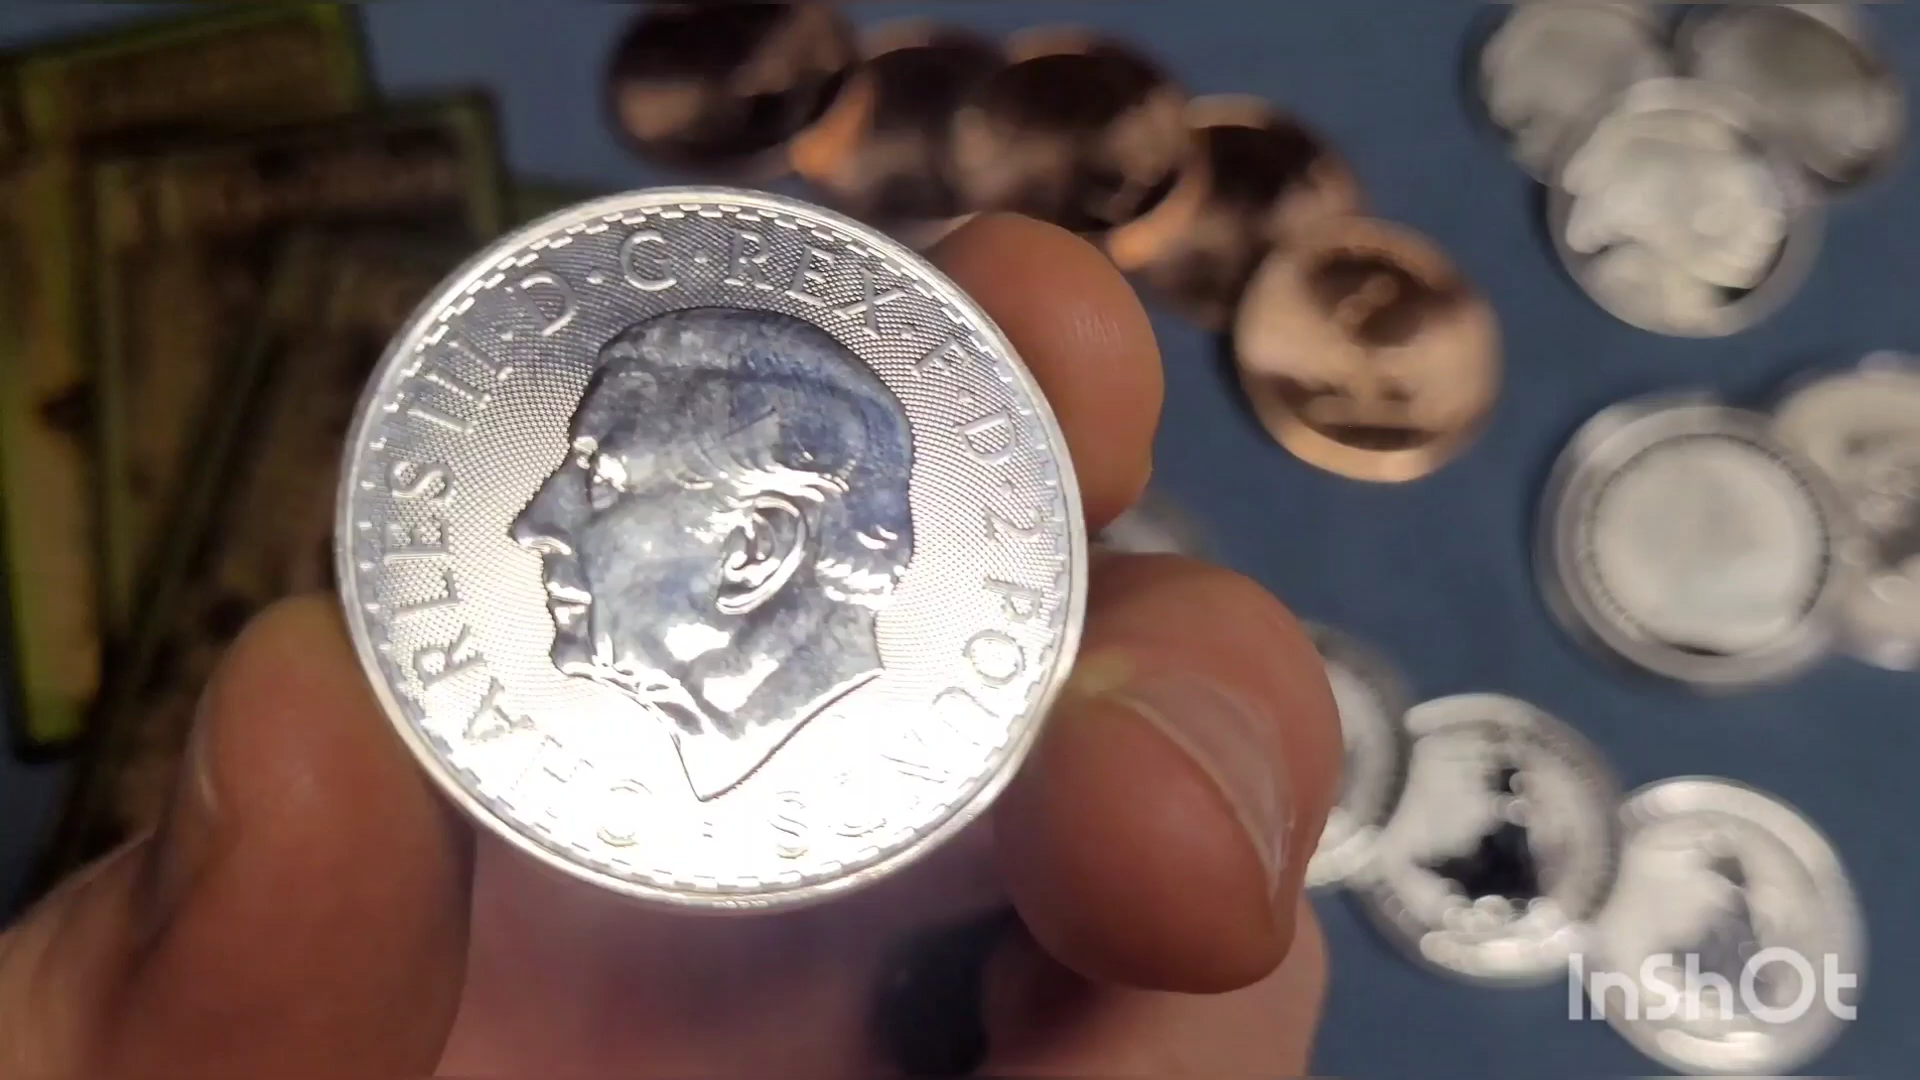 CHARLES III · D · G · REX · F · D · 2 POUNDS
InShOt